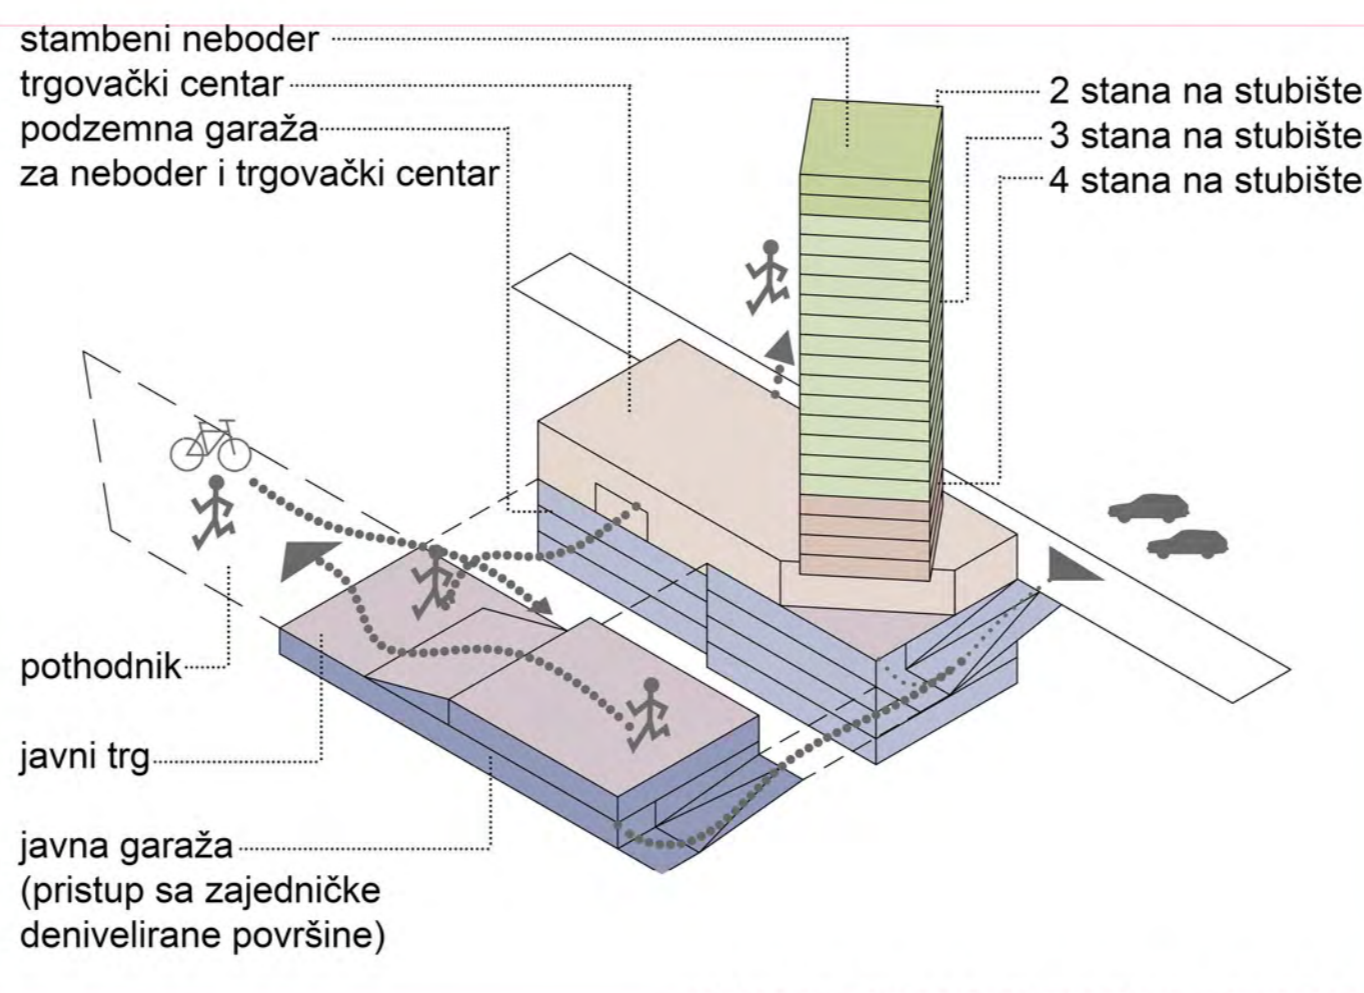 stambeni neboder
trgovački centar
podzemna garaža
za neboder i trgovački centar
2 stana na stubište
3 stana na stubište
4 stana na stubište
pothodnik
javni trg
javna garaža
(pristup sa zajedničke
denivelirane površine)